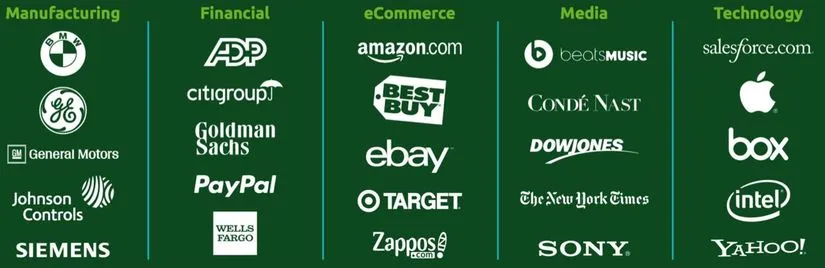 Manufacturing
BMW
GE
GM General Motors
Johnson
Controls
SIEMENS
Financial
ADP
citigroup
Goldman
Sachs
PayPal
WELLS
FARGO
eCommerce
amazon.com
BEST
BUY
ebay
TARGET
Zappos!
.com
Media
b beatsMUSIC
CONDÉ NAST
DOWJONES
The New York Times
SONY
Technology
salesforce.com
box
intel
YAHOO!